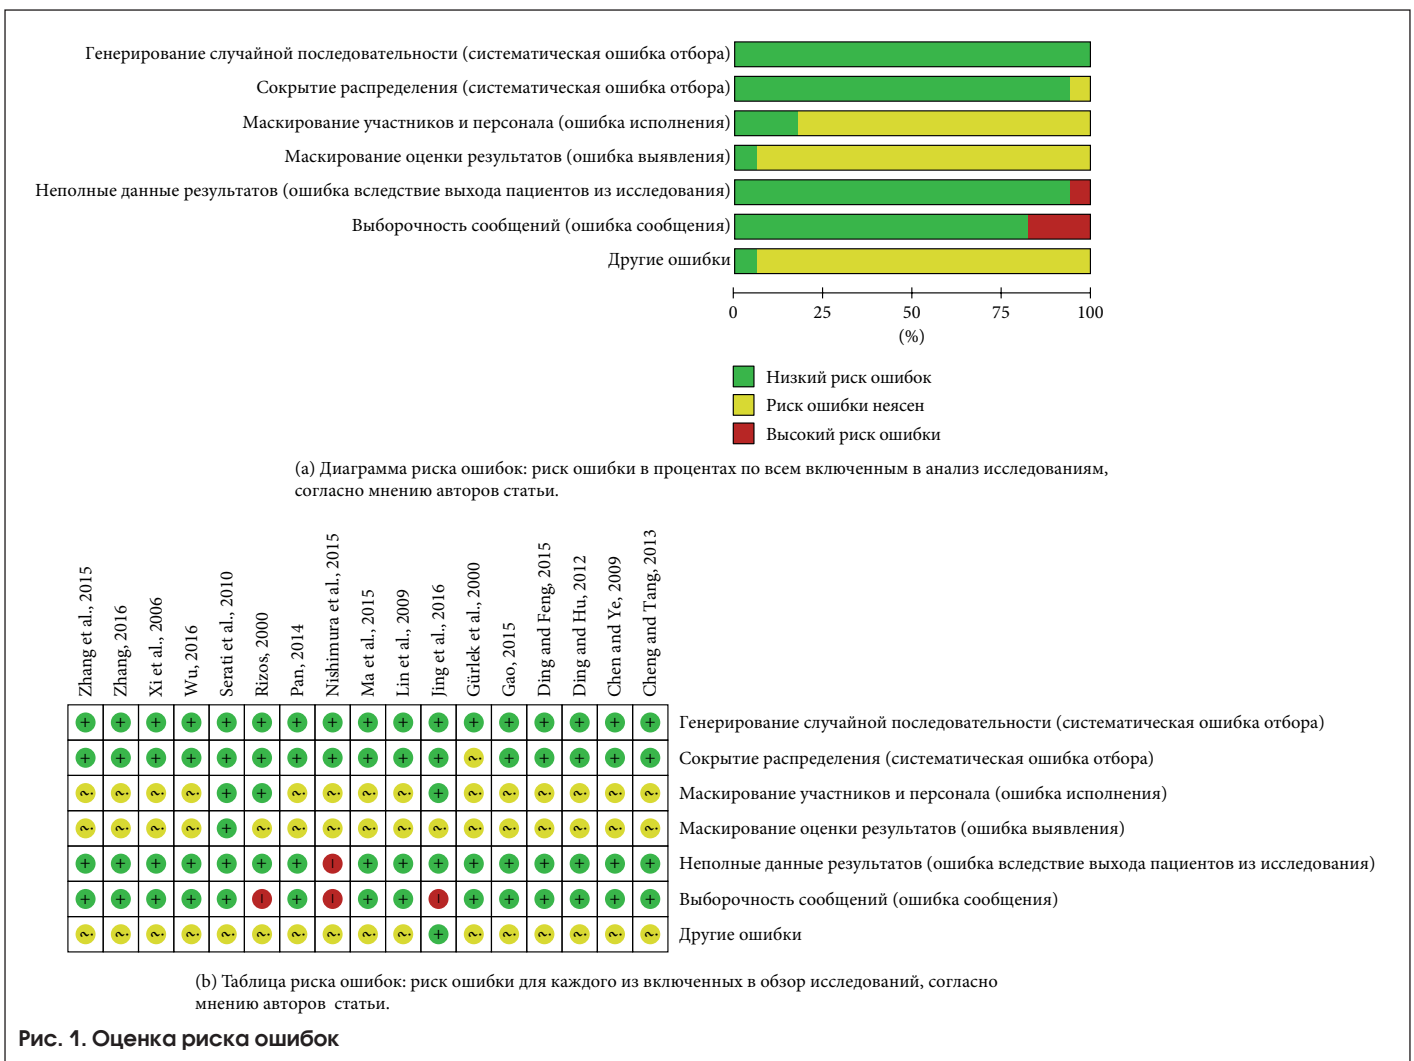 Генерирование случайной последовательности (систематическая ошибка отбора)
Сокрытие распределения (систематическая ошибка отбора)
Маскирование участников и персонала (ошибка исполнения)
Маскирование оценки результатов (ошибка выявления)
Неполные данные результатов (ошибка вследствие выхода пациентов из исследования)
Выборочность сообщений (ошибка сообщения)
Другие ошибки
0 25 50 75 100
(%)
Низкий риск ошибок
Риск ошибки неясен
Высокий риск ошибки
(a) Диаграмма риска ошибок: риск ошибки в процентах по всем включенным в анализ исследованиям,
согласно мнению авторов статьи.
Zhang et al., 2015
Zhang, 2016
Xi et al., 2006
Wu, 2016
Serati et al., 2010
Rizos, 2000
Pan, 2014
Nishimura et al., 2015
Ma et al., 2015
Lin et al., 2009
Jing et al., 2016
Gürlek et al., 2000
Gao, 2015
Ding and Feng, 2015
Ding and Hu, 2012
Chen and Ye, 2009
Cheng and Tang, 2013
+ + + + + + + + + + + + + + + + + Генерирование случайной последовательности (систематическая ошибка отбора)
+ + + + + + + + + + + ? + + + + + Сокрытие распределения (систематическая ошибка отбора)
? ? ? ? + + ? ? ? ? + ? ? ? ? ? ? Маскирование участников и персонала (ошибка исполнения)
? ? ? ? + ? ? ? ? ? ? ? ? ? ? ? ? Маскирование оценки результатов (ошибка выявления)
+ + + + + + + – + + + + + + + + + Неполные данные результатов (ошибка вследствие выхода пациентов из исследования)
+ + + + + – + – + + – + + + + + + Выборочность сообщений (ошибка сообщения)
? ? ? ? ? ? ? ? ? ? + ? ? ? ? ? ? Другие ошибки
(b) Таблица риска ошибок: риск ошибки для каждого из включенных в обзор исследований, согласно
мнению авторов статьи.
Рис. 1. Оценка риска ошибок